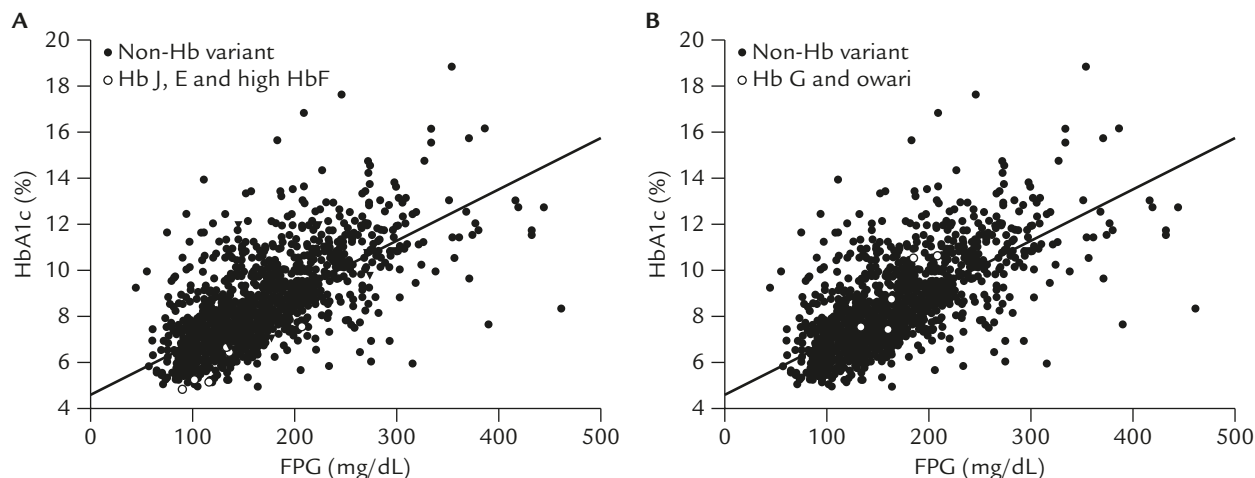 A
20
18
16
14
12
10
8
6
4
HbA1c (%)
● Non-Hb variant
○ Hb J, E and high HbF
0 100 200 300 400 500
FPG (mg/dL)
B
20
18
16
14
12
10
8
6
4
HbA1c (%)
● Non-Hb variant
○ Hb G and owari
0 100 200 300 400 500
FPG (mg/dL)